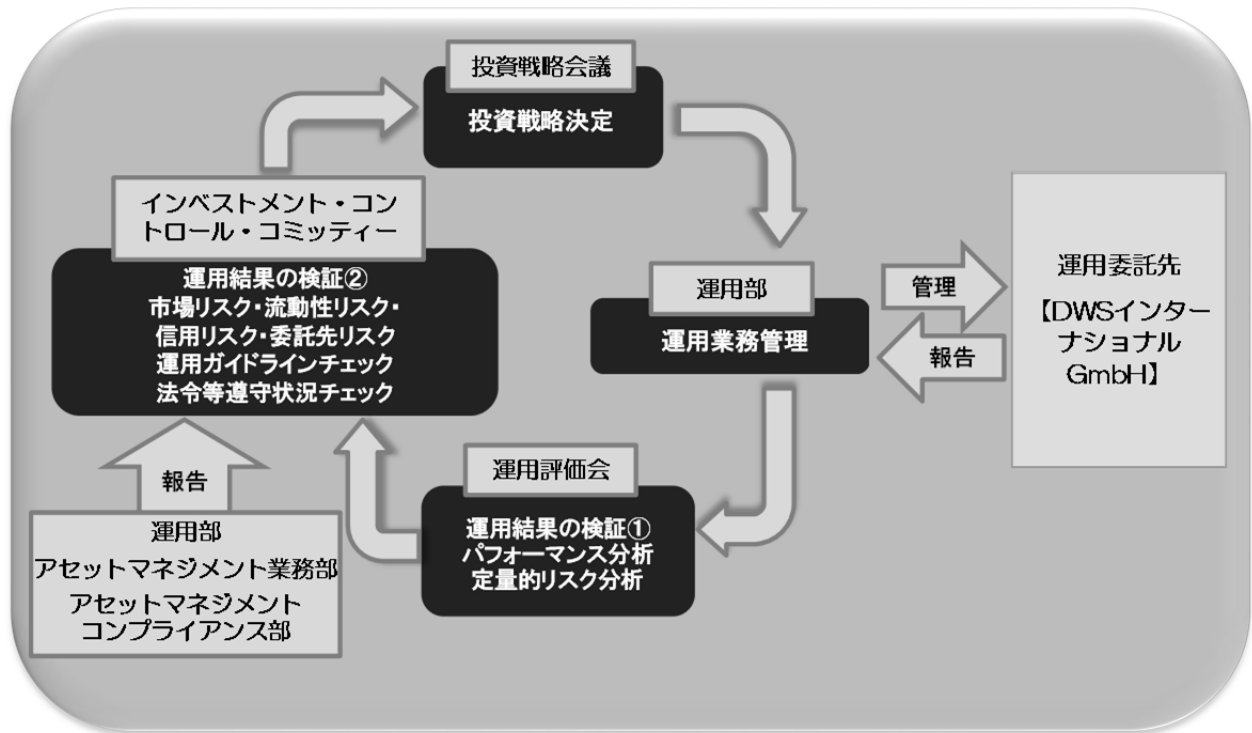 投資戦略会議
投資戦略決定
インベストメント・コン
トロール・コミッティー
運用結果の検証②
市場リスク・流動性リスク・
信用リスク・委託先リスク
運用ガイドラインチェック
法令等遵守状況チェック
運用部
運用業務管理
管理
報告
運用委託先
【DWSインター
ナショナル
GmbH】
運用評価会
運用結果の検証①
パフォーマンス分析
定量的リスク分析
報告
運用部
アセットマネジメント業務部
アセットマネジメント
コンプライアンス部